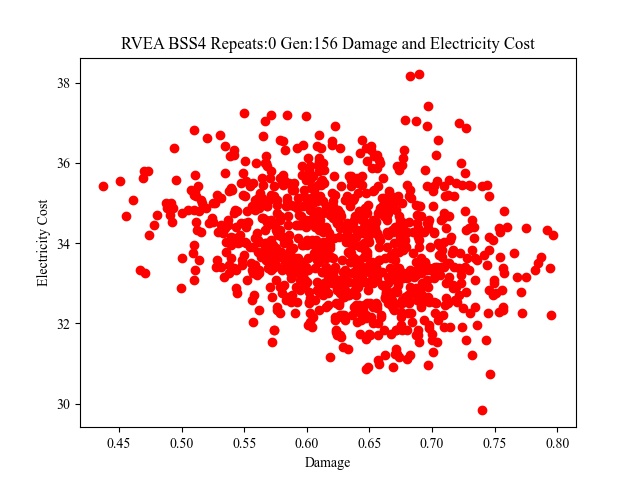 RVEA BSS4 Repeats:0 Gen:156 Damage and Electricity Cost
Electricity Cost
38
36
34
32
30
0.45 0.50 0.55 0.60 0.65 0.70 0.75 0.80
Damage